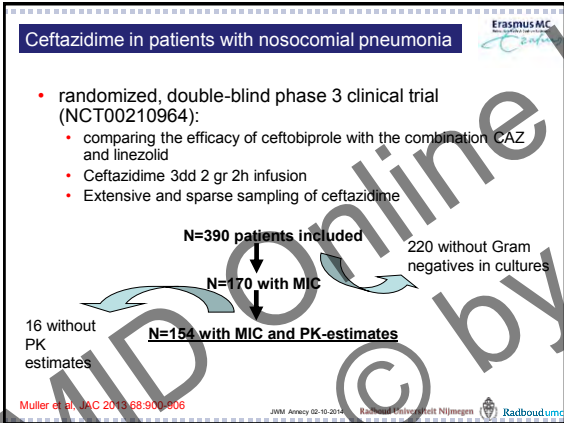 Ceftazidime in patients with nosocomial pneumonia
Erasmus MC
• randomized, double-blind phase 3 clinical trial
(NCT00210964):
• comparing the efficacy of ceftobiprole with the combination CAZ
and linezolid
• Ceftazidime 3dd 2 gr 2h infusion
• Extensive and sparse sampling of ceftazidime
N=390 patients included
220 without Gram
negatives in cultures
N=170 with MIC
16 without
PK
estimates
N=154 with MIC and PK-estimates
Muller et al, JAC 2013 68:900-906
JWM Annecy 02-10-2014
Radboud Universiteit Nijmegen
Radboudumc
MID Online
© by